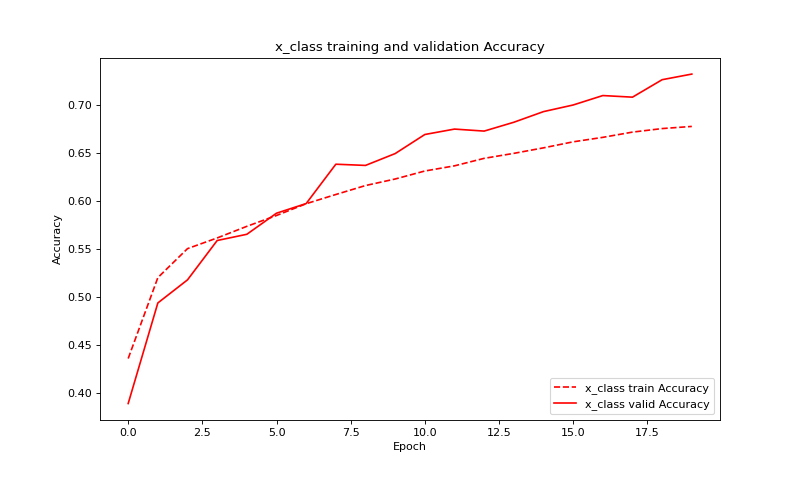 x_class training and validation Accuracy
Accuracy
0.70
0.65
0.60
0.55
0.50
0.45
0.40
x_class train Accuracy
x_class valid Accuracy
0.0 2.5 5.0 7.5 10.0 12.5 15.0 17.5
Epoch